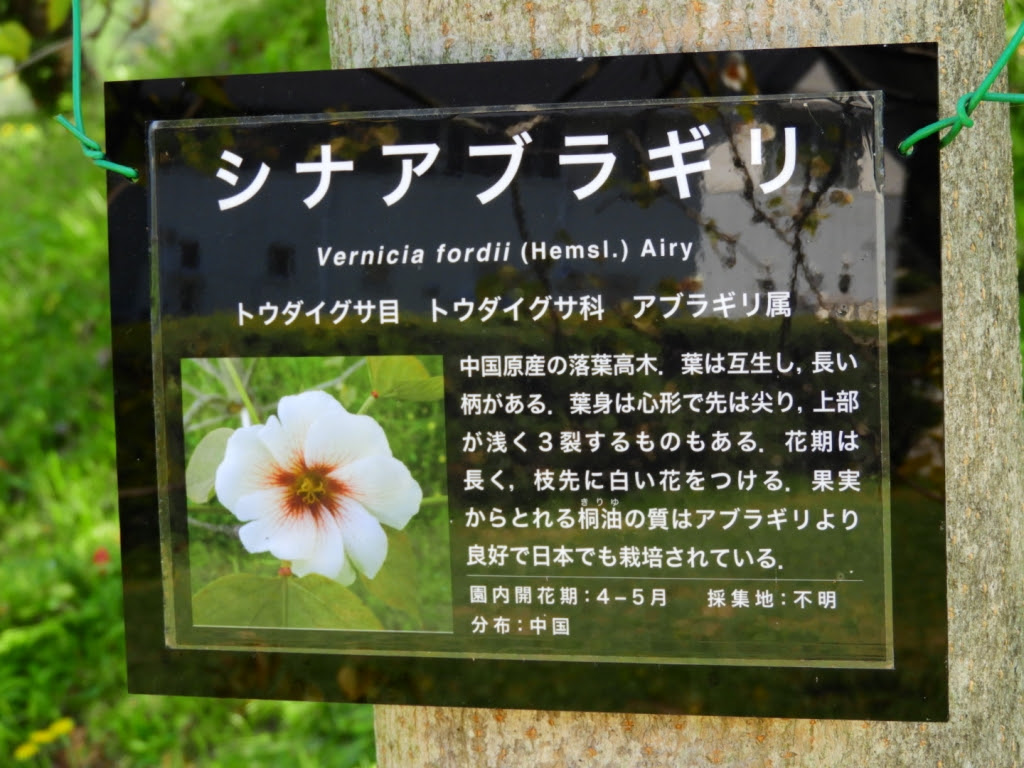 シナアブラギリ
Vernicia fordii (Hemsl.) Airy
トウダイグサ目　トウダイグサ科　アブラギリ属
中国原産の落葉高木．葉は互生し, 長い
柄がある．葉身は心形で先は尖り, 上部
が浅く３裂するものもある．花期は
長く, 枝先に白い花をつける．果実
きりゆ
からとれる桐油の質はアブラギリより
良好で日本でも栽培されている．
園内開花期：４−５月　採集地：不明
分布：中国